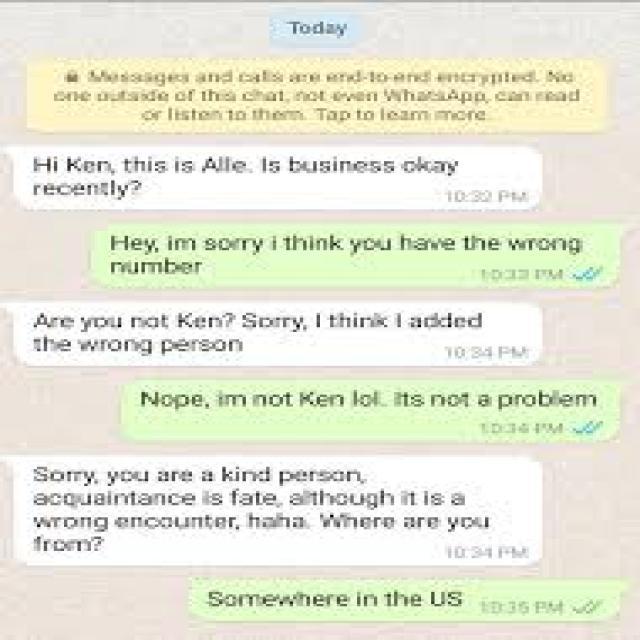 Today
Messages and calls are end-to-end encrypted. No
one outside of this chat, not even WhatsApp, can read
or listen to them. Tap to learn more.
Hi Ken, this is Alle. Is business okay
recently?
10:32 PM
Hey, im sorry i think you have the wrong
number
10:33 PM
Are you not Ken? Sorry, I think I added
the wrong person
10:34 PM
Nope, im not Ken lol. Its not a problem
10:34 PM
Sorry, you are a kind person,
acquaintance is fate, although it is a
wrong encounter, haha. Where are you
from?
10:34 PM
Somewhere in the US
10:35 PM